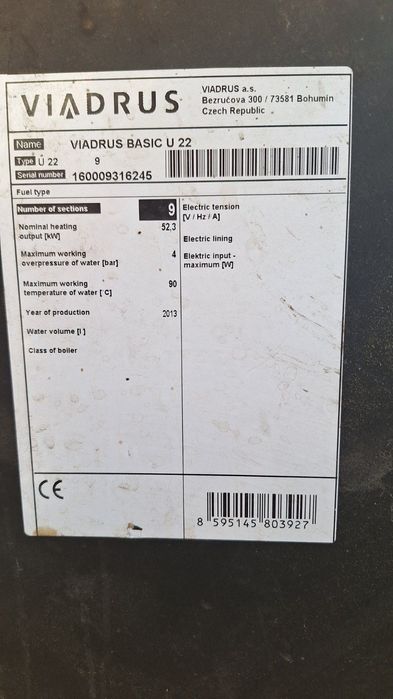 VIADRUS
VIADRUS a.s.
Bezručova 300 / 73581 Bohumín
Czech Republic
Name VIADRUS BASIC U 22
Type U 22 9
Serial number 160009316245
Fuel type
Number of sections 9
Nominal heating
output [kW] 52,3
Maximum working
overpressure of water [bar] 4
Maximum working
temperature of water [°C] 90
Year of production 2013
Water volume [l]
Class of boiler
Electric tension
[V / Hz / A]
Electric lining
Elektric input -
maximum [W]
CE
8 595145 803927